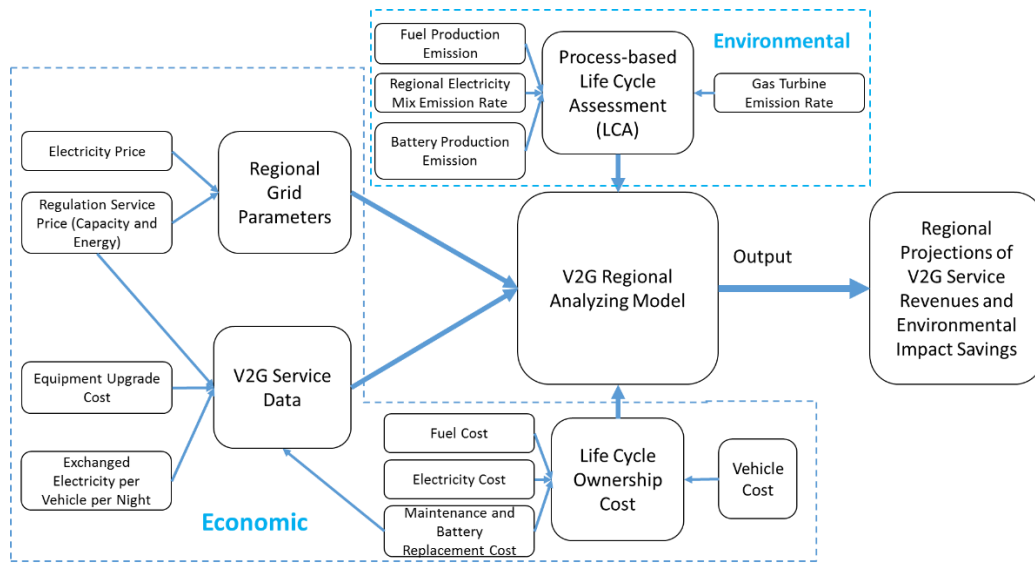 Fuel Production
Emission
Regional Electricity
Mix Emission Rate
Battery Production
Emission
Process-based
Life Cycle
Assessment
(LCA)
Environmental
Gas Turbine
Emission Rate
Electricity Price
Regulation Service
Price (Capacity and
Energy)
Regional
Grid
Parameters
V2G Regional
Analyzing Model
Output
Regional
Projections of
V2G Service
Revenues and
Environmental
Impact Savings
Equipment Upgrade
Cost
Exchanged
Electricity per
Vehicle per Night
V2G Service
Data
Economic
Fuel Cost
Electricity Cost
Maintenance and
Battery
Replacement Cost
Life Cycle
Ownership
Cost
Vehicle
Cost